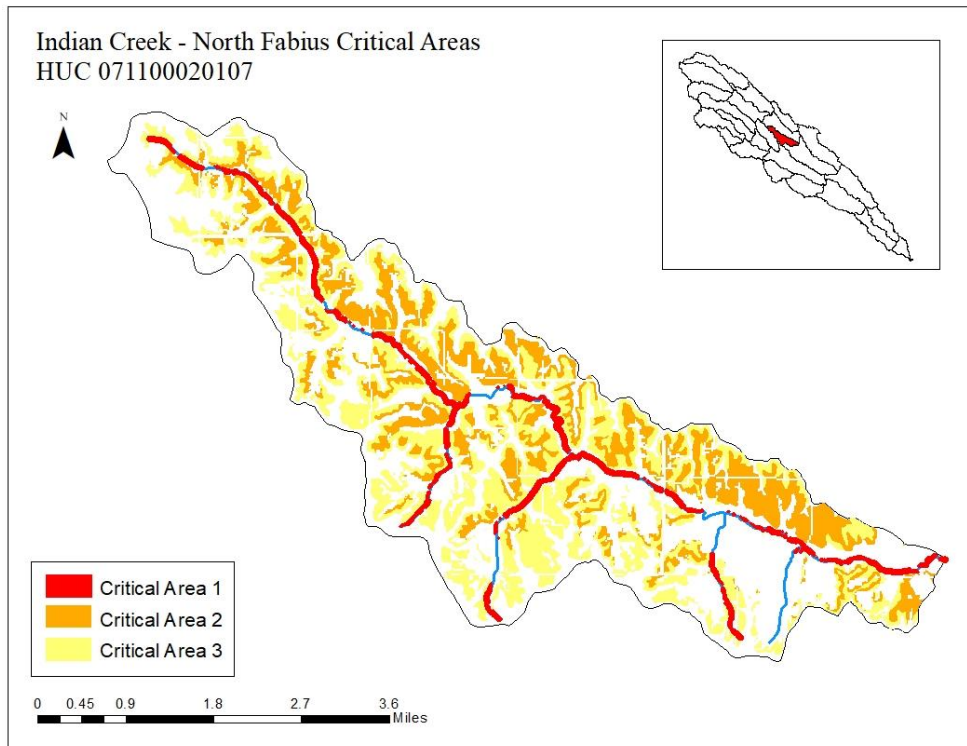 Indian Creek - North Fabius Critical Areas
HUC 071100020107
N
Critical Area 1
Critical Area 2
Critical Area 3
0 0.45 0.9 1.8 2.7 3.6
Miles